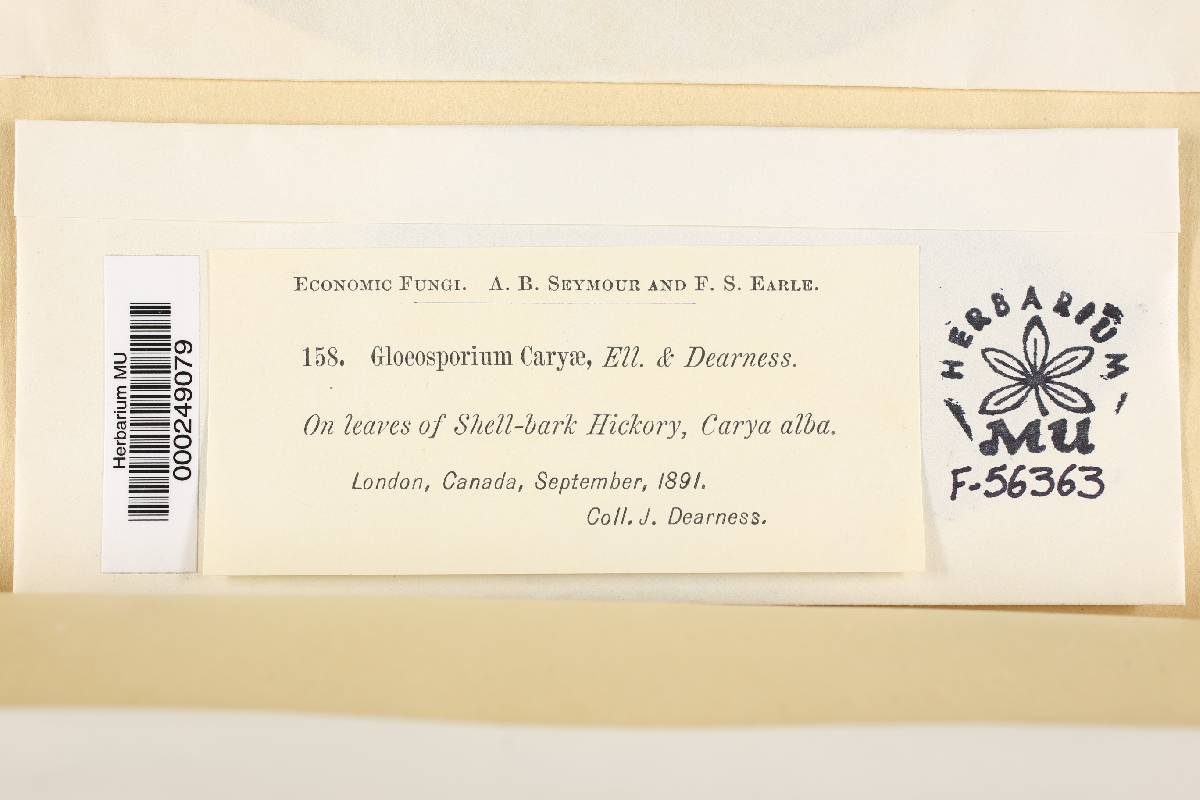 Herbarium MU
000249079
ECONOMIC FUNGI. A. B. SEYMOUR AND F. S. EARLE.
158. Gloeosporium Caryæ, Ell. & Dearness.
On leaves of Shell-bark Hickory, Carya alba.
London, Canada, September, 1891.
Coll. J. Dearness.
HERBARIUM
MU
F-56363